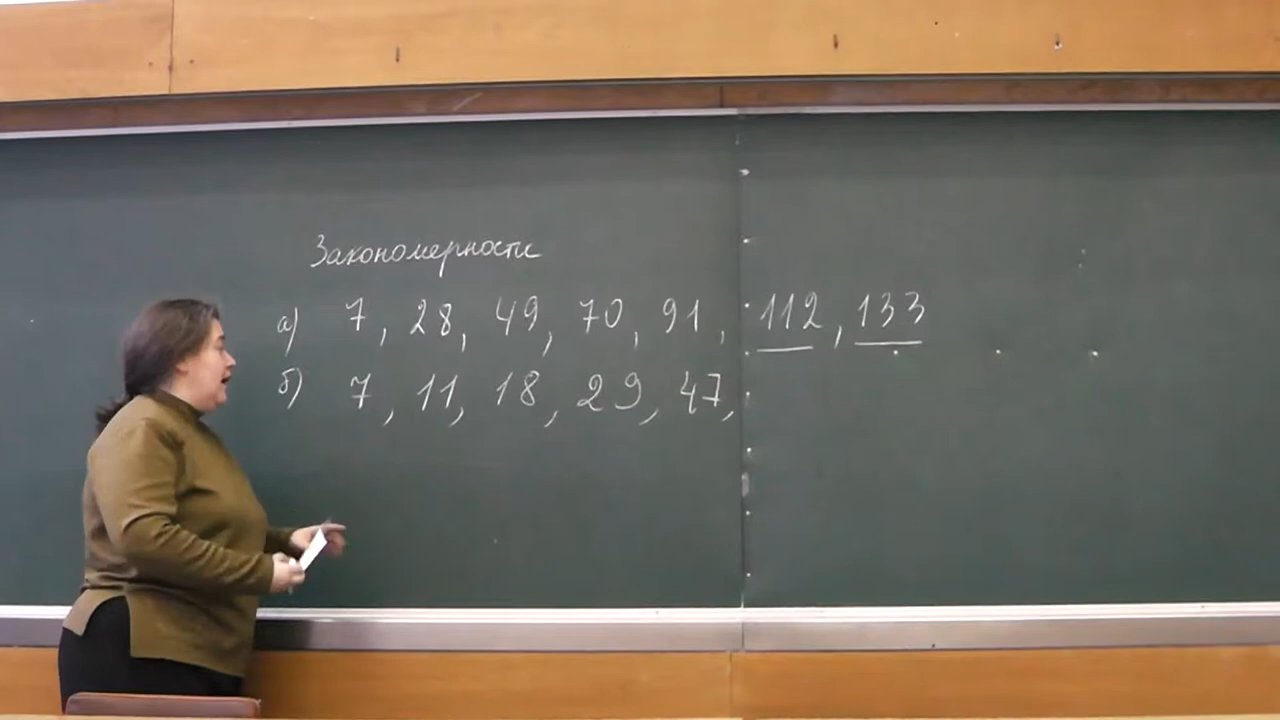 Закономерности
а) 7, 28, 49, 70, 91, 112, 133
б) 7, 11, 18, 29, 47,